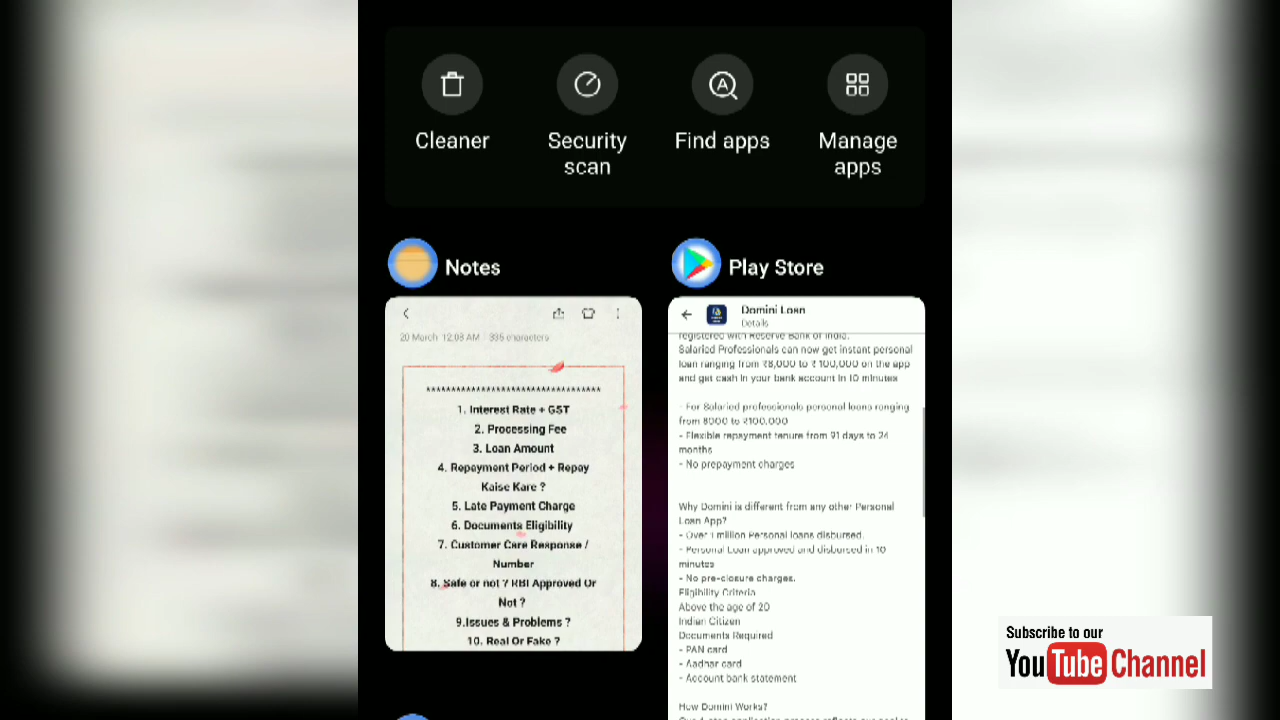 Cleaner
Security
scan
Find apps
Manage
apps
Notes
Play Store
20 March 12:03 AM
characters
***********************************
1. Interest Rate + GST
2. Processing Fee
3. Loan Amount
4. Repayment Period + Repay
Kaise Kare ?
5. Late Payment Charge
6. Documents Eligibility
7. Customer Care Response /
Number
8. Safe or not ? RBI Approved Or
Not ?
9.Issues & Problems ?
10. Real Or Fake ?
Domini Loan
Details
registered with Reserve Bank of India.
Salaried Professionals can now get instant personal
loan ranging from ₹8,000 to ₹ 100,000 on the app
and get cash in your bank account in 10 minutes
- For Salaried professionals personal loans ranging
from 8000 to ₹100,000
- Flexible repayment tenure from 91 days to 24
months
- No prepayment charges
Why Domini is different from any other Personal
Loan App?
- Over 1 million Personal loans disbursed.
- Personal Loan approved and disbursed in 10
minutes
- No pre-closure charges.
Eligibility Criteria
Above the age of 20
Indian Citizen
Documents Required
- PAN card
- Aadhar card
- Account bank statement
How Domini Works?
Subscribe to our
YouTube Channel